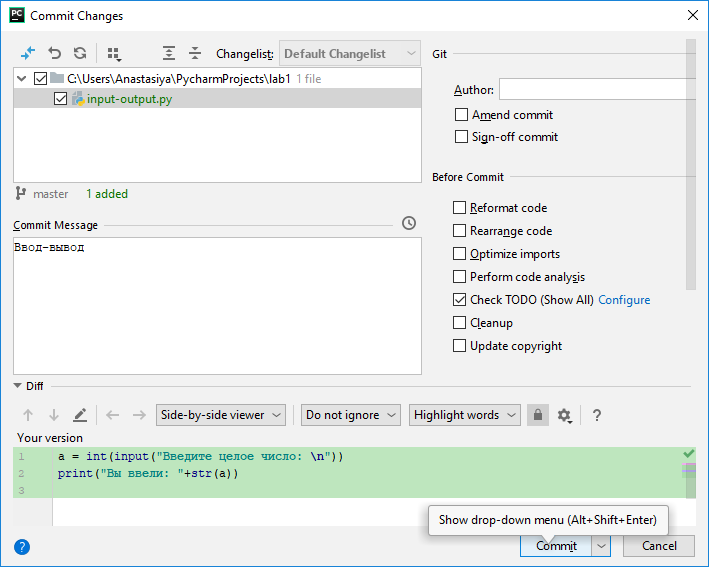 PC Commit Changes
Changelist: Default Changelist
C:\Users\Anastasiya\PycharmProjects\lab1 1 file
input-output.py
master 1 added
Commit Message
Ввод-вывод
Git
Author:
Amend commit
Sign-off commit
Before Commit
Reformat code
Rearrange code
Optimize imports
Perform code analysis
Check TODO (Show All) Configure
Cleanup
Update copyright
Diff
Side-by-side viewer Do not ignore Highlight words ?
Your version
1 a = int(input("Введите целое число: \n"))
2 print("Вы ввели: "+str(a))
3
Show drop-down menu (Alt+Shift+Enter)
? Commit Cancel